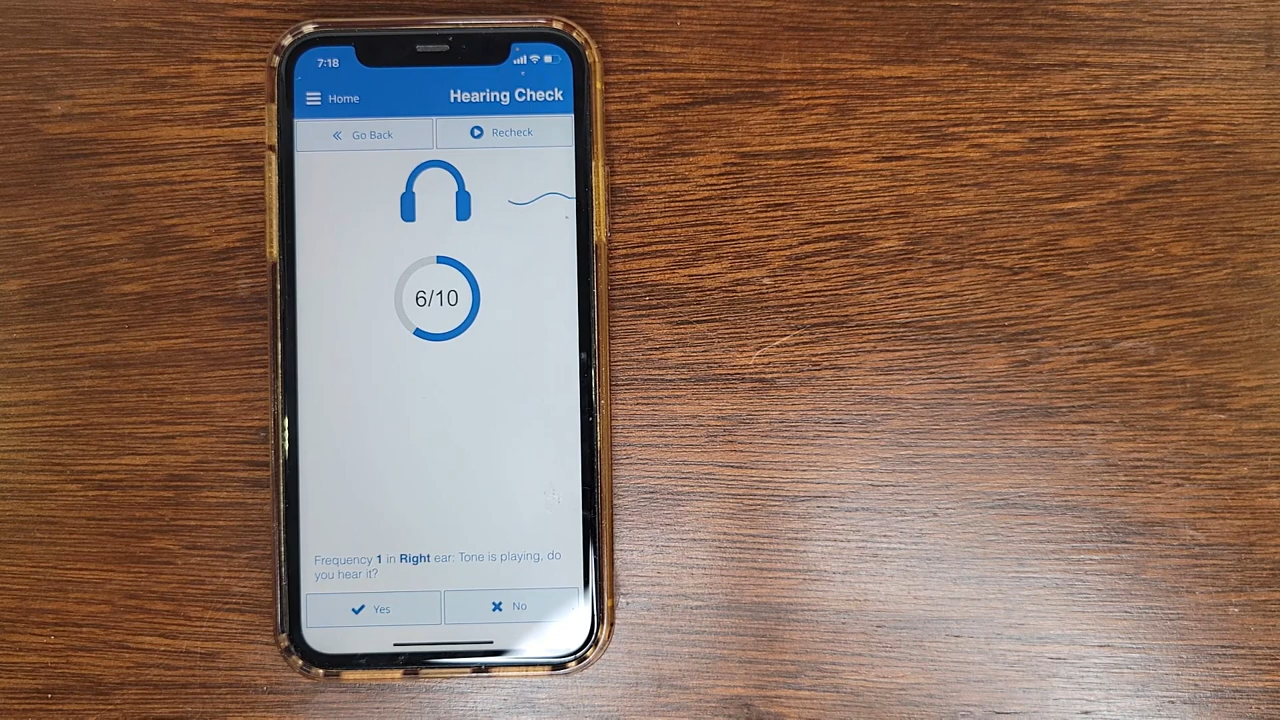 7:18
Home
Hearing Check
Go Back
Recheck
6/10
Frequency 1 in Right ear: Tone is playing, do
you hear it?
Yes
No